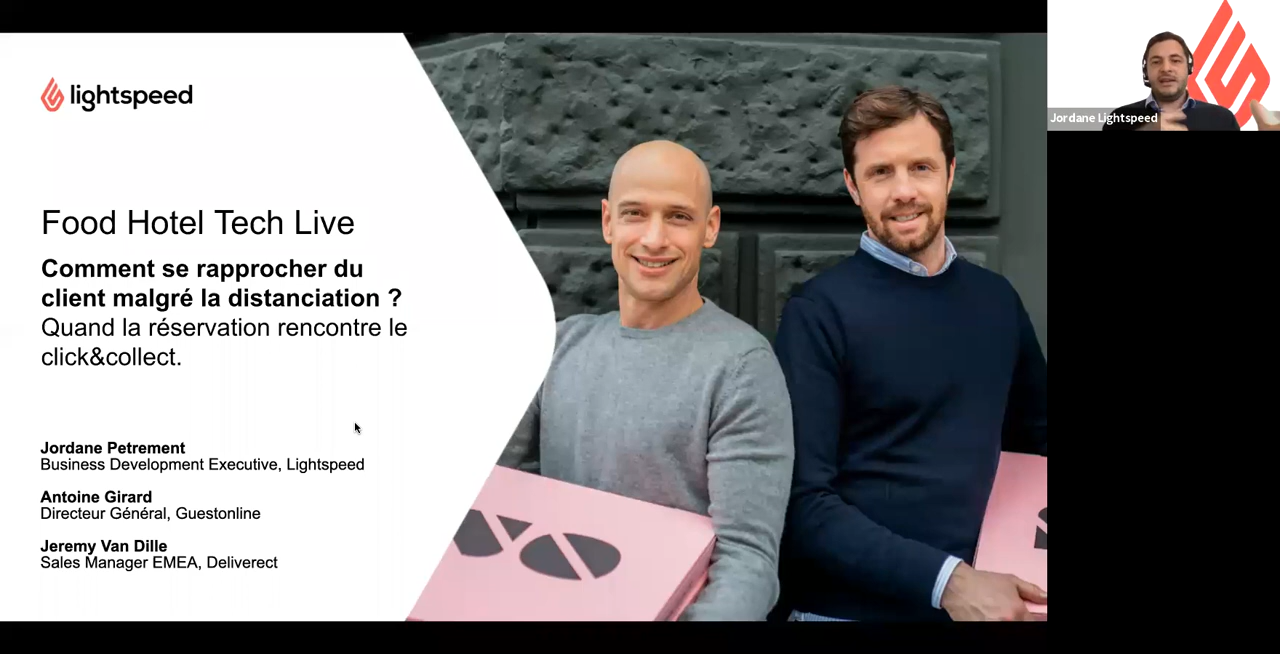 lightspeed
Food Hotel Tech Live
Comment se rapprocher du
client malgré la distanciation ?
Quand la réservation rencontre le
click&collect.
Jordane Petrement
Business Development Executive, Lightspeed
Antoine Girard
Directeur Général, Guestonline
Jeremy Van Dille
Sales Manager EMEA, Deliverect
Jordane Lightspeed